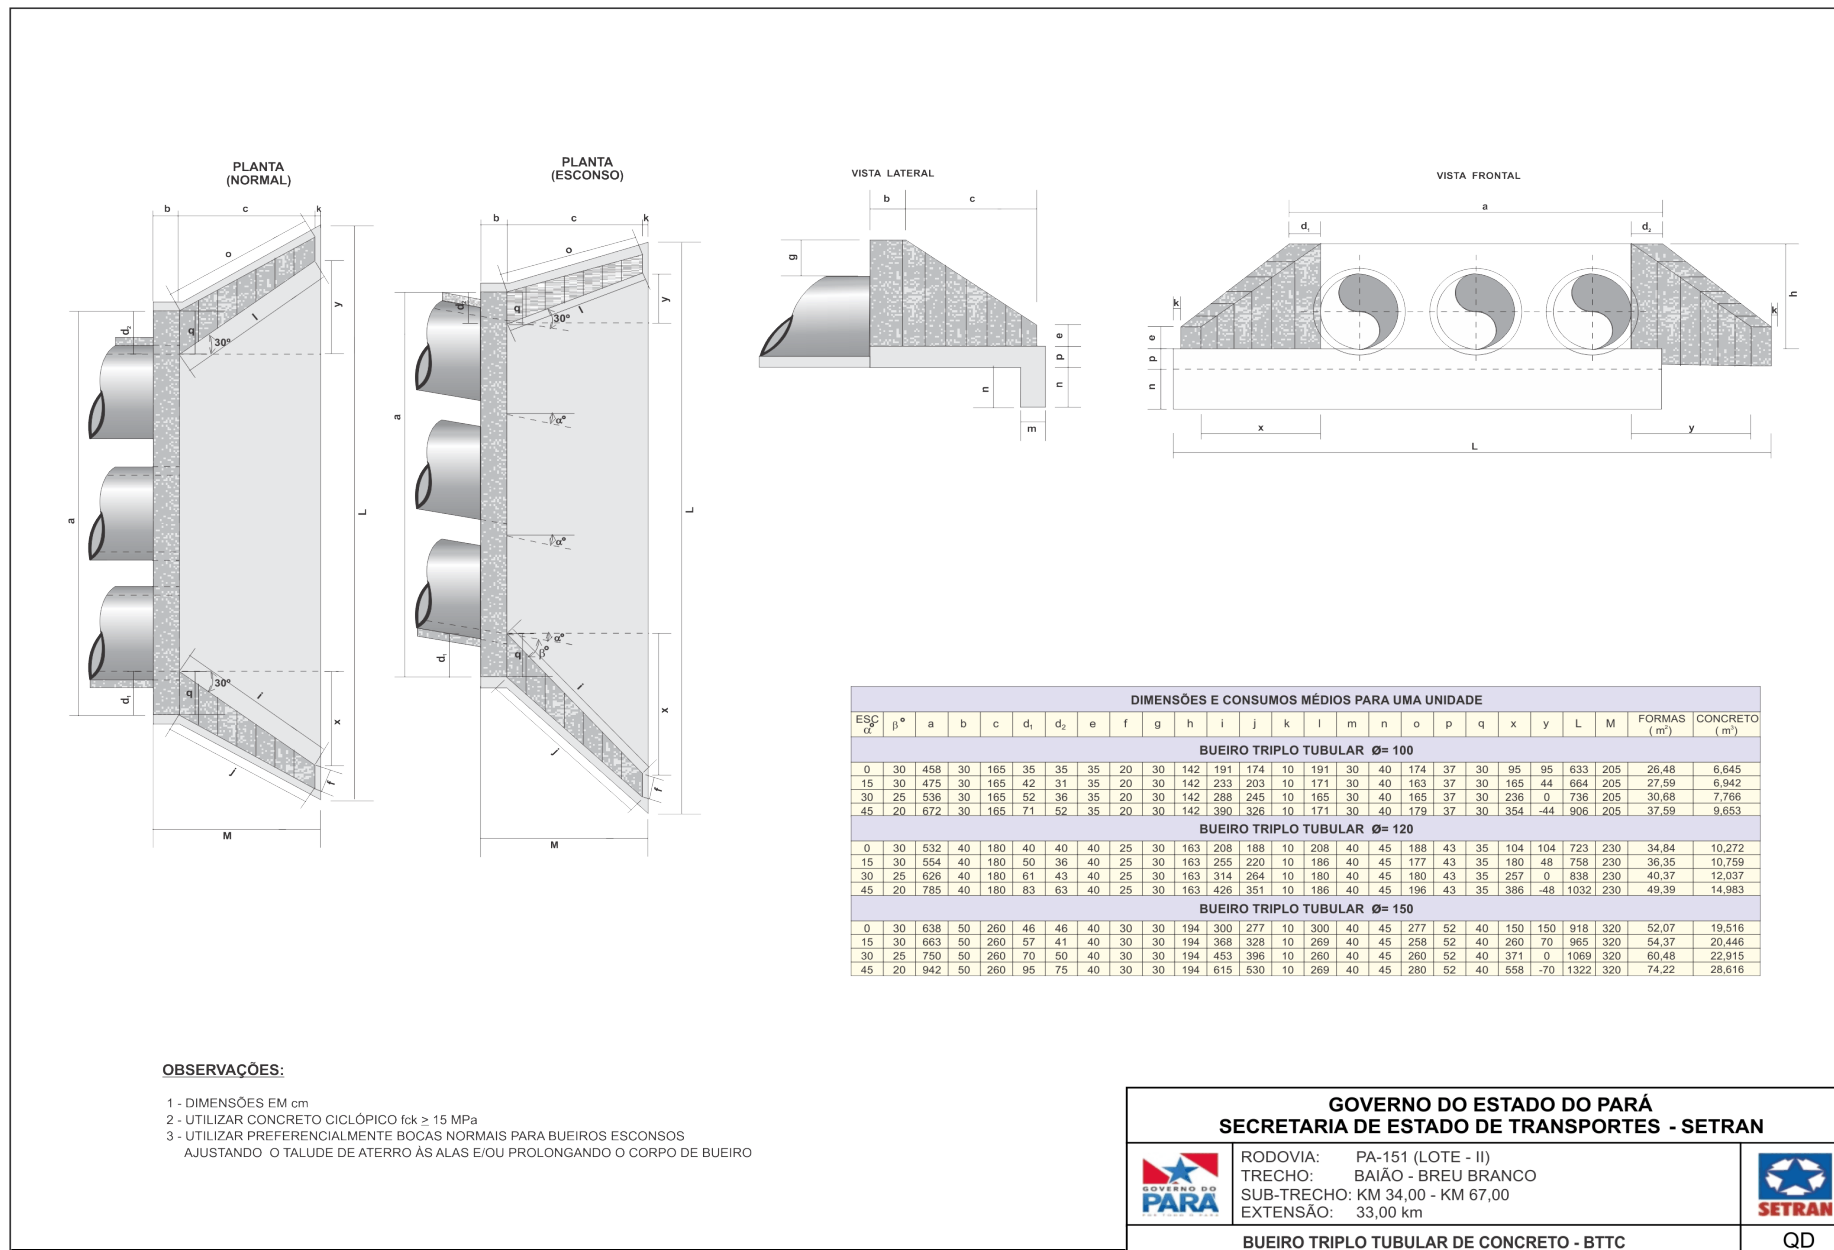 PLANTA
(NORMAL)
b c k
o
y
l
q
30º
d2
a
L
q
30º
i
d1
x
j
f
M
PLANTA
(ESCONSO)
b c k
o
y
d2
q
30º
l
a
αº
L
αº
αº
βº
q
d1
i
x
j
f
M
VISTA LATERAL
b c
g
e
p
n n
m
VISTA FRONTAL
a
d1 d2
h
k k
e
p
n
x y
L
DIMENSÕES E CONSUMOS MÉDIOS PARA UMA UNIDADE
ESC αº βº a b c d1 d2 e f g h i j k l m n o p q x y L M FORMAS (m²) CONCRETO (m³)
BUEIRO TRIPLO TUBULAR Ø= 100
0 30 458 30 165 35 35 35 20 30 142 191 174 10 191 30 40 174 37 30 95 95 633 205 26,48 6,645
15 30 475 30 165 42 31 35 20 30 142 233 203 10 171 30 40 163 37 30 165 44 664 205 27,59 6,942
30 25 536 30 165 52 36 35 20 30 142 288 245 10 165 30 40 165 37 30 236 0 736 205 30,68 7,766
45 20 672 30 165 71 52 35 20 30 142 390 326 10 171 30 40 179 37 30 354 -44 906 205 37,59 9,653
BUEIRO TRIPLO TUBULAR Ø= 120
0 30 532 40 180 40 40 40 25 30 163 208 188 10 208 40 45 188 43 35 104 104 723 230 34,84 10,272
15 30 554 40 180 50 36 40 25 30 163 255 220 10 186 40 45 177 43 35 180 48 758 230 36,35 10,759
30 25 626 40 180 61 43 40 25 30 163 314 264 10 180 40 45 180 43 35 257 0 838 230 40,37 12,037
45 20 785 40 180 83 63 40 25 30 163 426 351 10 186 40 45 196 43 35 386 -48 1032 230 49,39 14,983
BUEIRO TRIPLO TUBULAR Ø= 150
0 30 638 50 260 46 46 40 30 30 194 300 277 10 300 40 45 277 52 40 150 150 918 320 52,07 19,516
15 30 663 50 260 57 41 40 30 30 194 368 328 10 269 40 45 258 52 40 260 70 965 320 54,37 20,446
30 25 750 50 260 70 50 40 30 30 194 453 396 10 260 40 45 260 52 40 371 0 1069 320 60,48 22,915
45 20 942 50 260 95 75 40 30 30 194 615 530 10 269 40 45 280 52 40 558 -70 1322 320 74,22 28,616
OBSERVAÇÕES:
1 - DIMENSÕES EM cm
2 - UTILIZAR CONCRETO CICLÓPICO fck ≥ 15 MPa
3 - UTILIZAR PREFERENCIALMENTE BOCAS NORMAIS PARA BUEIROS ESCONSOS
AJUSTANDO O TALUDE DE ATERRO ÁS ALAS E/OU PROLONGANDO O CORPO DE BUEIRO
GOVERNO DO ESTADO DO PARÁ
SECRETARIA DE ESTADO DE TRANSPORTES - SETRAN
GOVERNO DO
PARÁ
RODOVIA: PA-151 (LOTE - II)
TRECHO: BAIÃO - BREU BRANCO
SUB-TRECHO: KM 34,00 - KM 67,00
EXTENSÃO: 33,00 km
SETRAN
BUEIRO TRIPLO TUBULAR DE CONCRETO - BTTC
QD